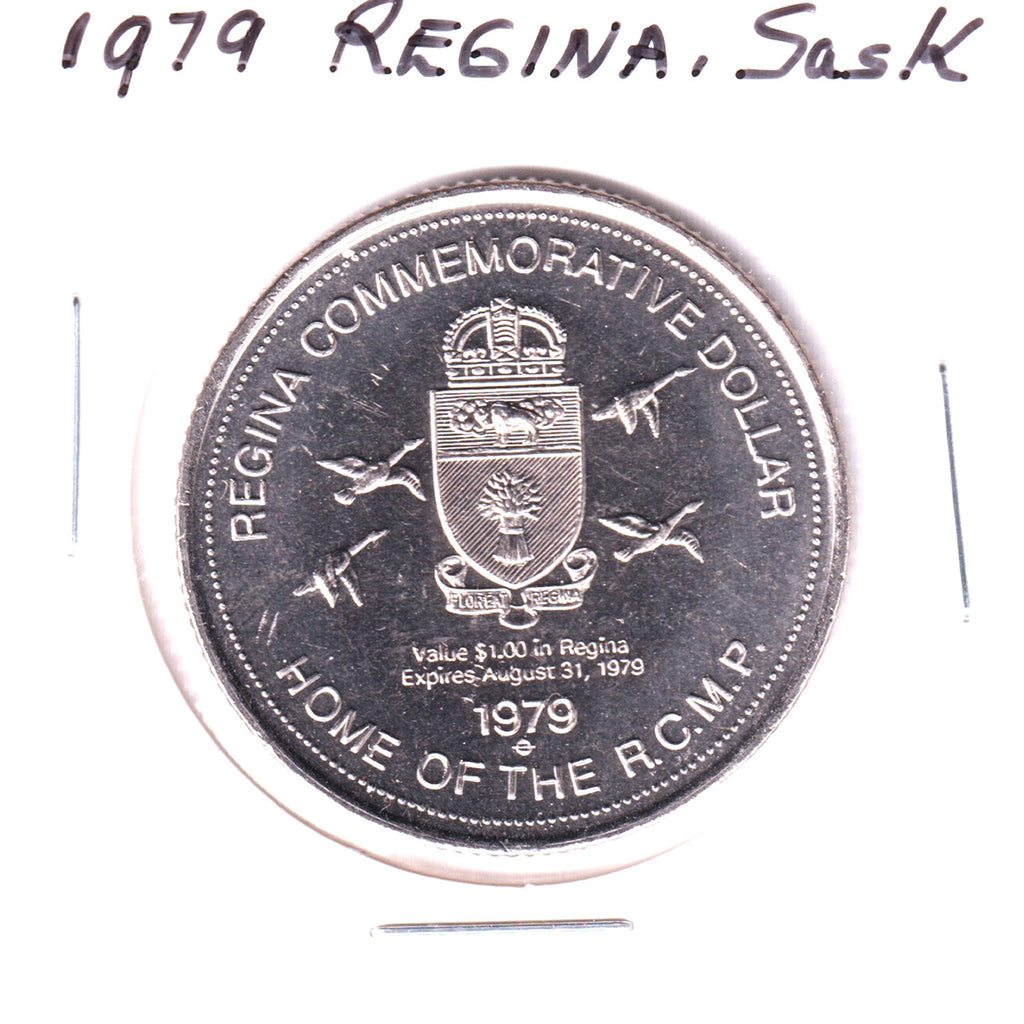 1979 REGINA, Sask
REGINA COMMEMORATIVE DOLLAR
FLOREAT REGINA
Value $1.00 in Regina
Expires August 31, 1979
1979
HOME OF THE R.C.M.P.